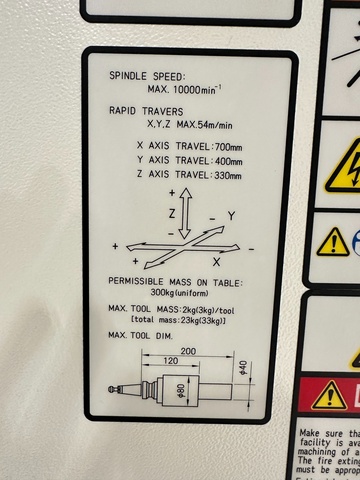 SPINDLE SPEED:
MAX. 10000min⁻¹
RAPID TRAVERS
X,Y,Z MAX.54m/min
X AXIS TRAVEL:700mm
Y AXIS TRAVEL:400mm
Z AXIS TRAVEL:330mm
+
Z
−
− Y
+
−
+
X
PERMISSIBLE MASS ON TABLE:
300kg(uniform)
MAX. TOOL MASS:2kg(3kg)/tool
[total mass:23kg(33kg)]
MAX. TOOL DIM.
200
120
φ80
φ40
Make sure tha
facility is ava
machining of a
The fire exting
must be approp